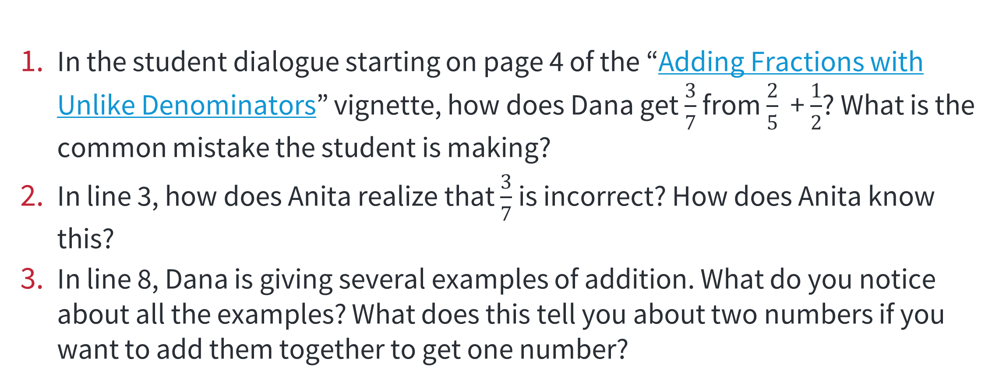 1. In the student dialogue starting on page 4 of the “Adding Fractions with
Unlike Denominators” vignette, how does Dana get 3/7 from 2/5 + 1/2? What is the
common mistake the student is making?
2. In line 3, how does Anita realize that 3/7 is incorrect? How does Anita know
this?
3. In line 8, Dana is giving several examples of addition. What do you notice
about all the examples? What does this tell you about two numbers if you
want to add them together to get one number?